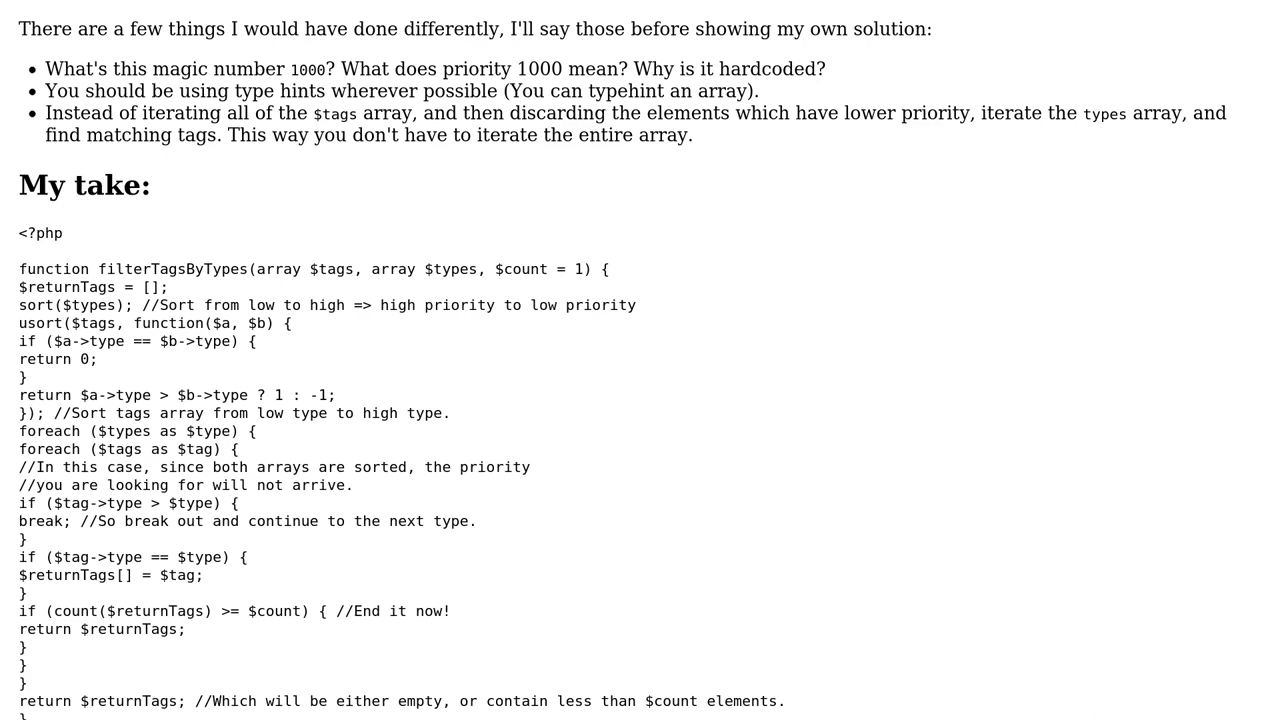 There are a few things I would have done differently, I'll say those before showing my own solution:
• What's this magic number 1000? What does priority 1000 mean? Why is it hardcoded?
• You should be using type hints wherever possible (You can typehint an array).
• Instead of iterating all of the $tags array, and then discarding the elements which have lower priority, iterate the types array, and
find matching tags. This way you don't have to iterate the entire array.
My take:
<?php
function filterTagsByTypes(array $tags, array $types, $count = 1) {
$returnTags = [];
sort($types); //Sort from low to high => high priority to low priority
usort($tags, function($a, $b) {
if ($a->type == $b->type) {
return 0;
}
return $a->type > $b->type ? 1 : -1;
}); //Sort tags array from low type to high type.
foreach ($types as $type) {
foreach ($tags as $tag) {
//In this case, since both arrays are sorted, the priority
//you are looking for will not arrive.
if ($tag->type > $type) {
break; //So break out and continue to the next type.
}
if ($tag->type == $type) {
$returnTags[] = $tag;
}
if (count($returnTags) >= $count) { //End it now!
return $returnTags;
}
}
}
return $returnTags; //Which will be either empty, or contain less than $count elements.
}